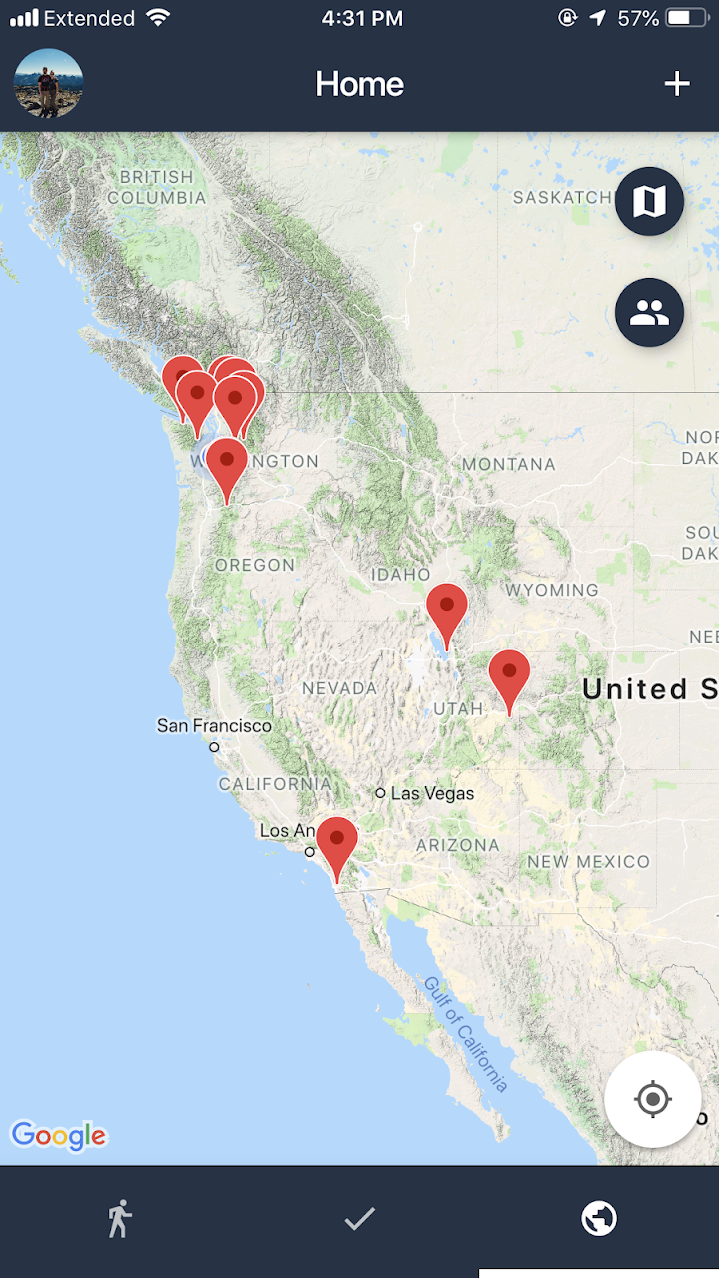 Extended 4:31 PM 57%
Home
BRITISH
COLUMBIA
SASKATCH
NOR
DAK
W NGTON
MONTANA
SOU
DAK
OREGON
IDAHO
WYOMING
NEE
NEVADA
UTAH
United S
San Francisco
CALIFORNIA
Las Vegas
Los An
ARIZONA
NEW MEXICO
Gulf of California
o
Google